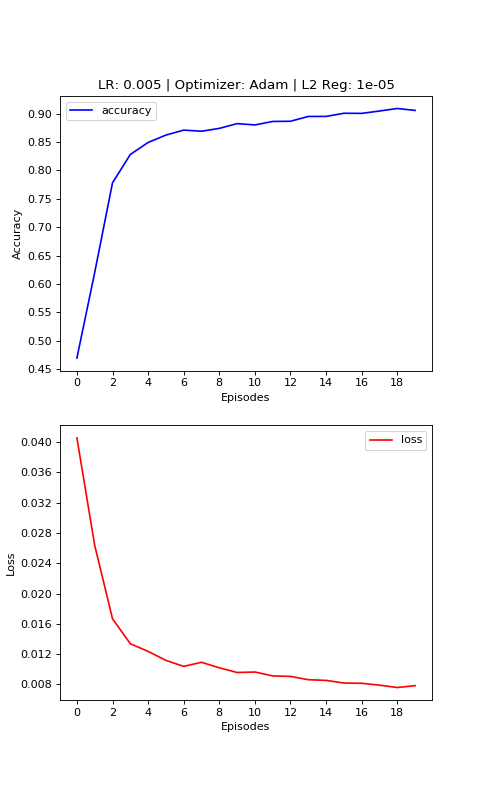 LR: 0.005 | Optimizer: Adam | L2 Reg: 1e-05
accuracy
0.90
0.85
0.80
0.75
0.70
0.65
0.60
0.55
0.50
0.45
Accuracy
0 2 4 6 8 10 12 14 16 18
Episodes
loss
0.040
0.036
0.032
0.028
0.024
0.020
0.016
0.012
0.008
Loss
0 2 4 6 8 10 12 14 16 18
Episodes